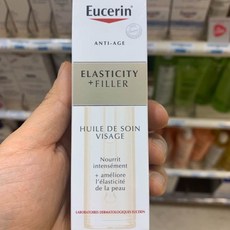 Eucerin
ANTI-AGE
ELASTICITY
+FILLER
HUILE DE SOIN
VISAGE
Nourrit
intensément
+ améliore
l'élasticité
de la peau